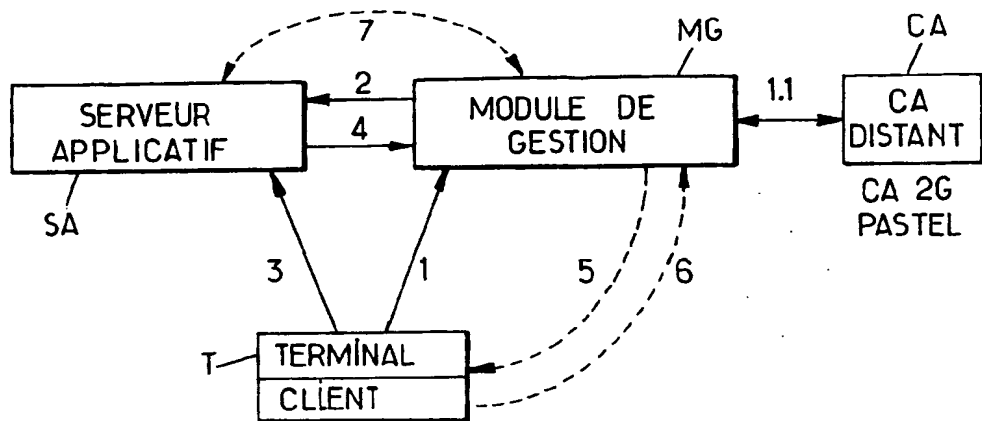 7
MG
CA
SERVEUR
APPLICATIF
2
4
MODULE DE
GESTION
1.1
CA
DISTANT
SA
CA 2G
PASTEL
3
1
5
6
T
TERMINAL
CLIENT